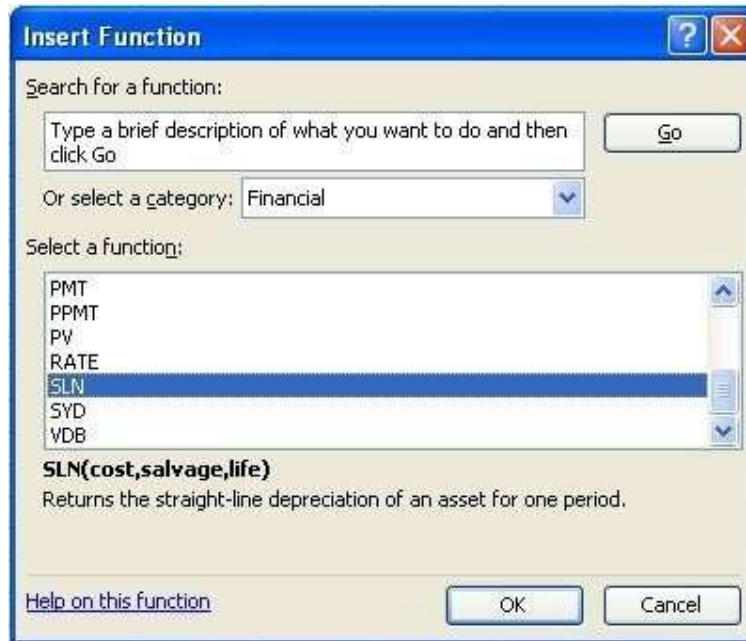 Insert Function
Search for a function:
Type a brief description of what you want to do and then
click Go
Go
Or select a category: Financial
Select a function:
PMT
PPMT
PV
RATE
SLN
SYD
VDB
SLN(cost,salvage,life)
Returns the straight-line depreciation of an asset for one period.
Help on this function
OK
Cancel